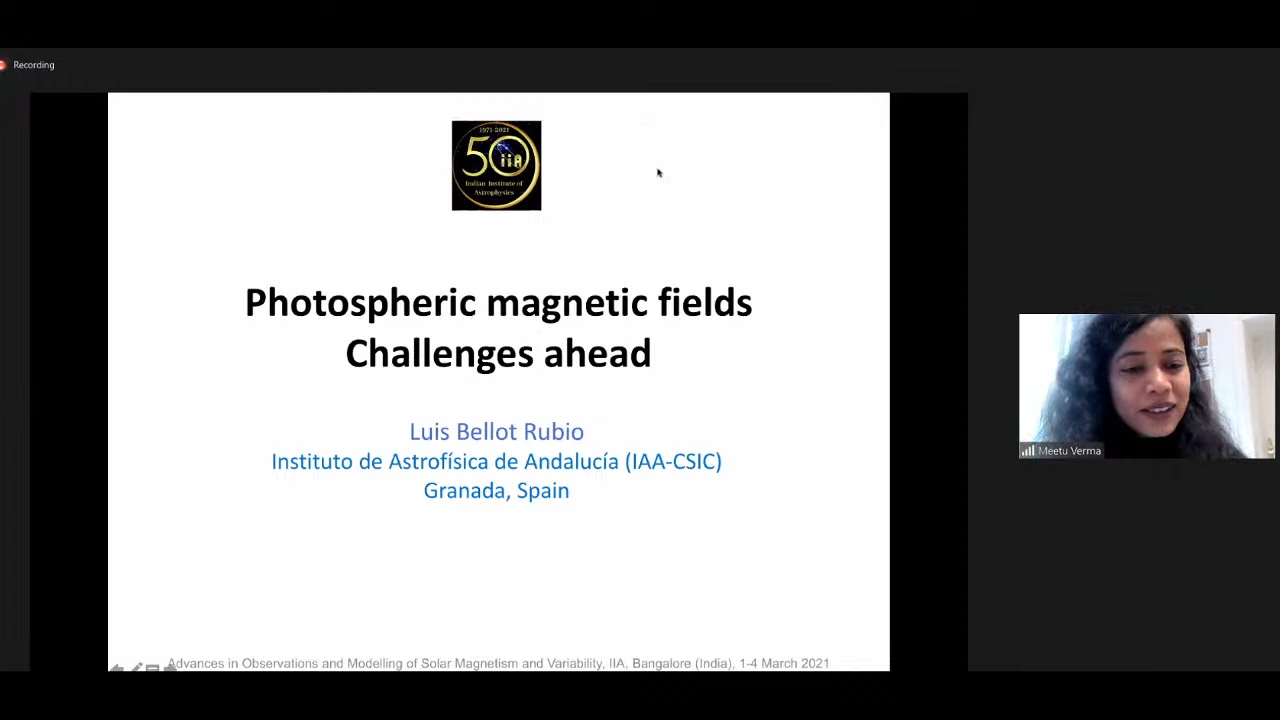 Recording
1971-2021
50
iiA
Indian Institute of
Astrophysics
Photospheric magnetic fields
Challenges ahead
Luis Bellot Rubio
Instituto de Astrofísica de Andalucía (IAA-CSIC)
Granada, Spain
Meetu Verma
Advances in Observations and Modelling of Solar Magnetism and Variability, IIA, Bangalore (India), 1-4 March 2021